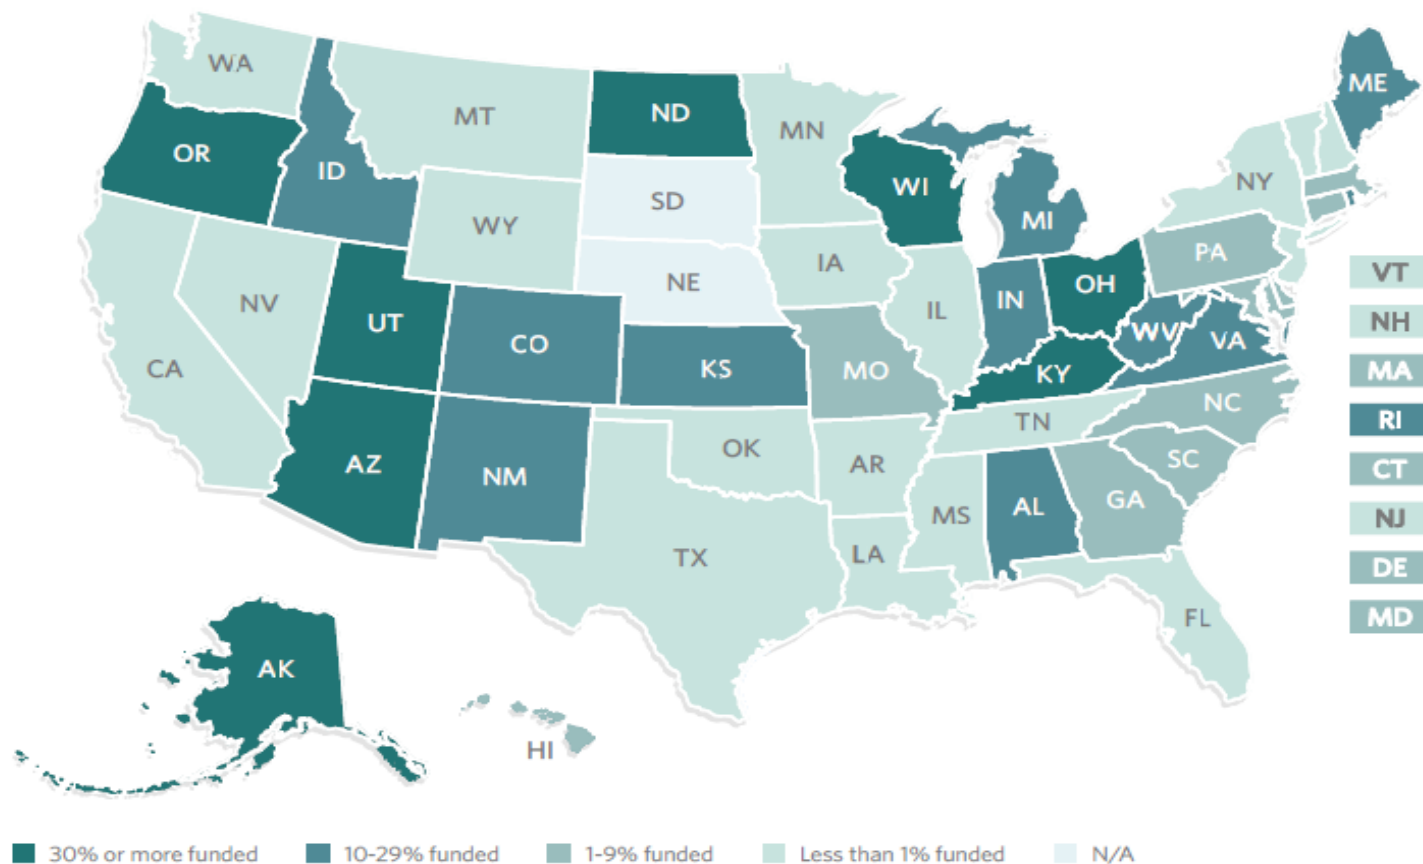 WA
MT
ND
MN
ME
OR
ID
SD
WI
NY
MI
WY
PA
NE
IA
NV
IN
OH
VT
UT
IL
NH
CO
WV
VA
CA
KS
MO
KY
MA
NC
RI
TN
AZ
OK
AR
SC
CT
NM
GA
MS
AL
NJ
TX
LA
DE
FL
MD
AK
HI
30% or more funded
10-29% funded
1-9% funded
Less than 1% funded
N/A